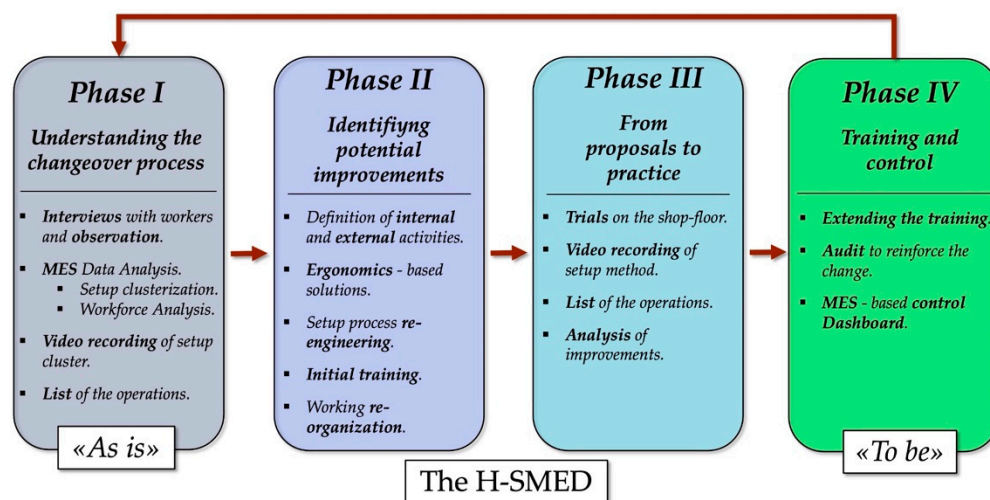 Phase I
Understanding the
changeover process
▪ Interviews with workers
and observation.
▪ MES Data Analysis.
▪ Setup clusterization.
▪ Workforce Analysis.
▪ Video recording of setup
cluster.
▪ List of the operations.
«As is»
Phase II
Identifiyng
potential
improvements
▪ Definition of internal
and external activities.
▪ Ergonomics - based
solutions.
▪ Setup process re-
engineering.
▪ Initial training.
▪ Working re-
organization.
Phase III
From
proposals to
practice
▪ Trials on the shop-floor.
▪ Video recording of
setup method.
▪ List of the operations.
▪ Analysis of
improvements.
Phase IV
Training and
control
▪ Extending the training.
▪ Audit to reinforce the
change.
▪ MES - based control
Dashboard.
«To be»
The H-SMED